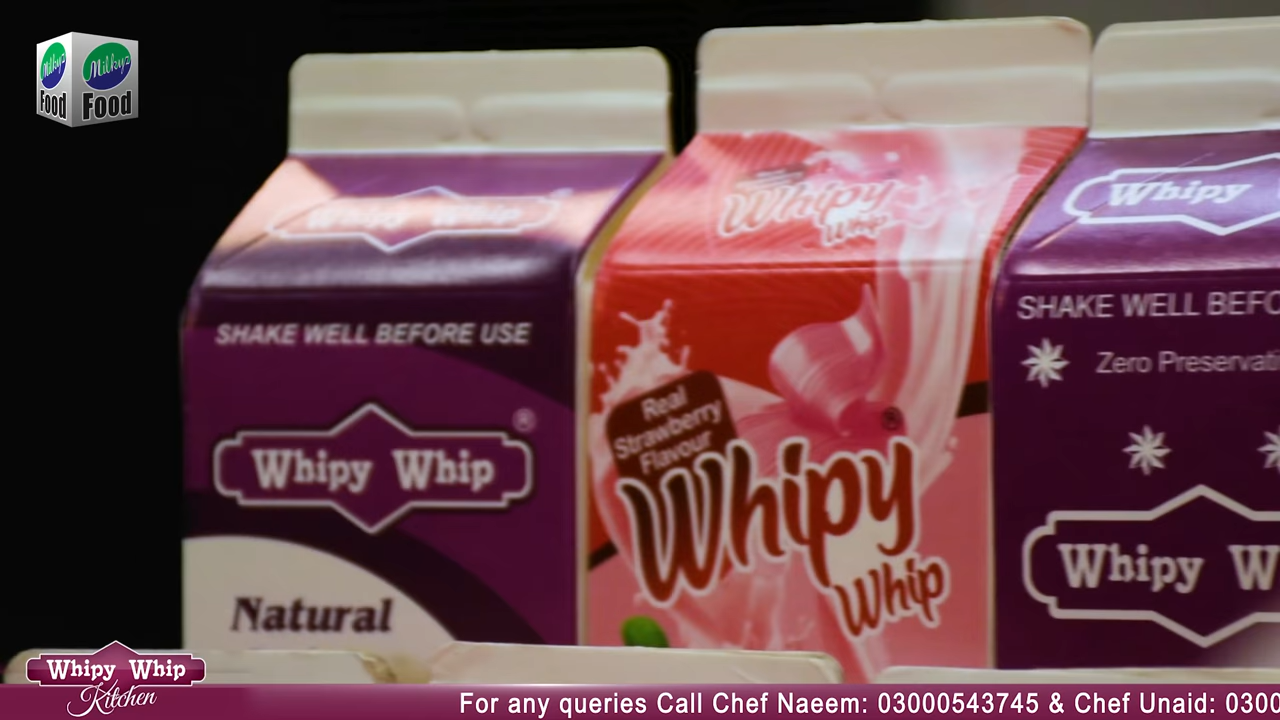 Milkyz
Food
Milkyz
Food
Whipy Whip
SHAKE WELL BEFORE USE
Whipy Whip ®
Natural
Whipy
Whip
Real
Strawberry
Flavour
®
Whipy
Whip
Whipy
SHAKE WELL BEFO
Zero Preservati
Whipy W
Whipy Whip
Kitchen
For any queries Call Chef Naeem: 03000543745 & Chef Unaid: 0300